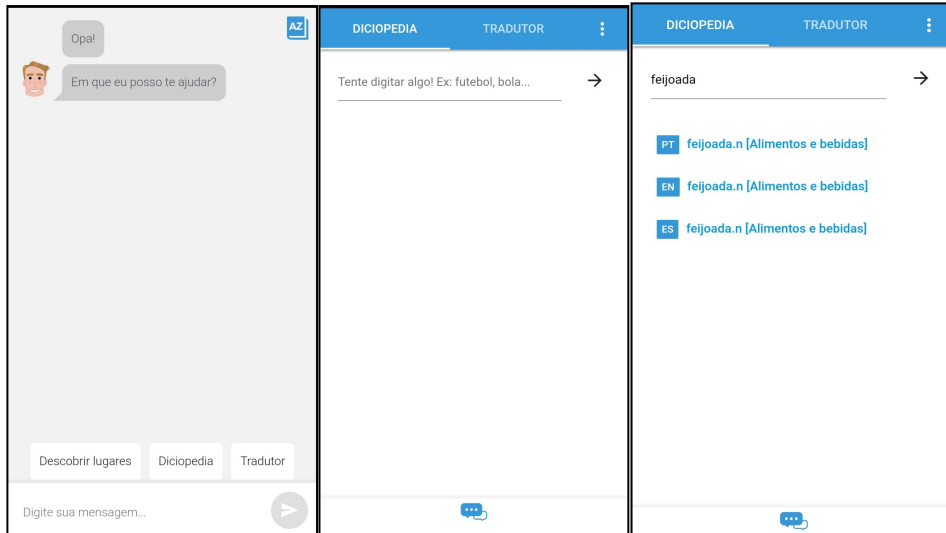 AZ
Opa!
Em que eu posso te ajudar?
Descobrir lugares
Diciopedia
Tradutor
Digite sua mensagem...
DICIOPEDIA
TRADUTOR
Tente digitar algo! Ex: futebol, bola...
DICIOPEDIA
TRADUTOR
feijoada
PT feijoada.n [Alimentos e bebidas]
EN feijoada.n [Alimentos e bebidas]
ES feijoada.n [Alimentos e bebidas]